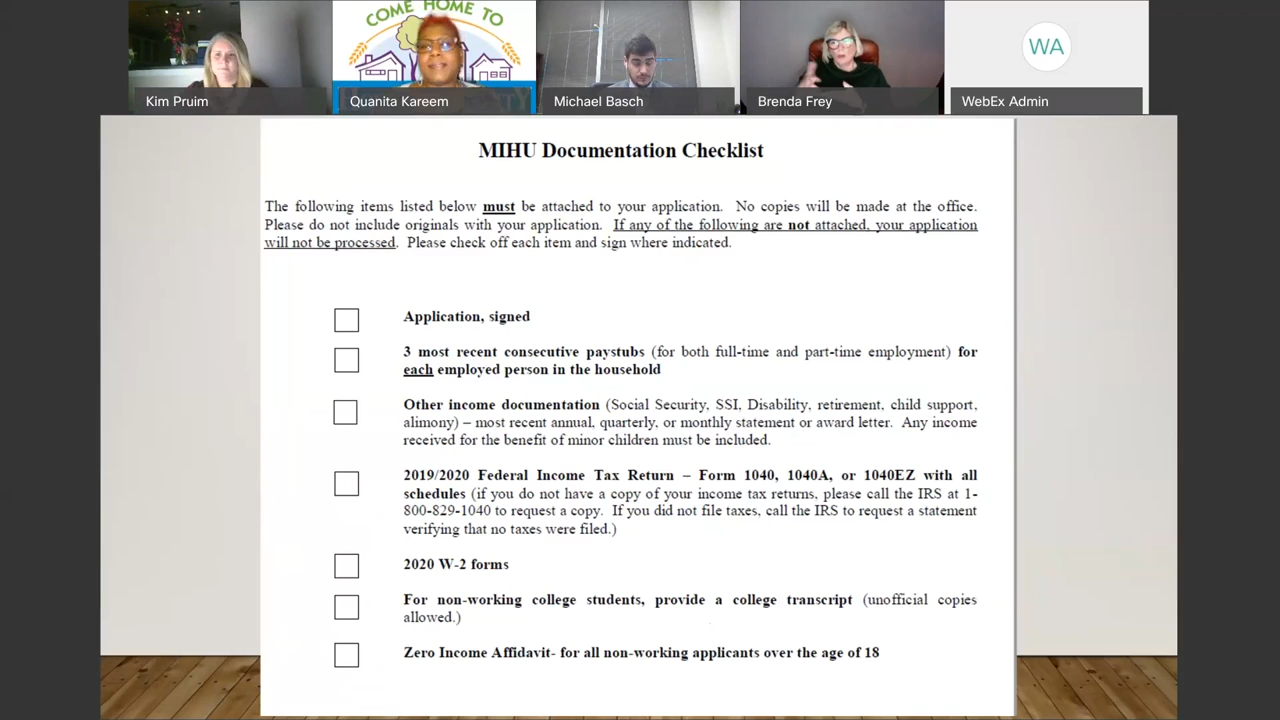 COME HOME TO
WA
Kim Pruim
Quanita Kareem
Michael Basch
Brenda Frey
WebEx Admin
MIHU Documentation Checklist
The following items listed below must be attached to your application. No copies will be made at the office.
Please do not include originals with your application. If any of the following are not attached, your application
will not be processed. Please check off each item and sign where indicated.
Application, signed
3 most recent consecutive paystubs (for both full-time and part-time employment) for
each employed person in the household
Other income documentation (Social Security, SSI, Disability, retirement, child support,
alimony) – most recent annual, quarterly, or monthly statement or award letter. Any income
received for the benefit of minor children must be included.
2019/2020 Federal Income Tax Return – Form 1040, 1040A, or 1040EZ with all
schedules (if you do not have a copy of your income tax returns, please call the IRS at 1-
800-829-1040 to request a copy. If you did not file taxes, call the IRS to request a statement
verifying that no taxes were filed.)
2020 W-2 forms
For non-working college students, provide a college transcript (unofficial copies
allowed.)
Zero Income Affidavit- for all non-working applicants over the age of 18